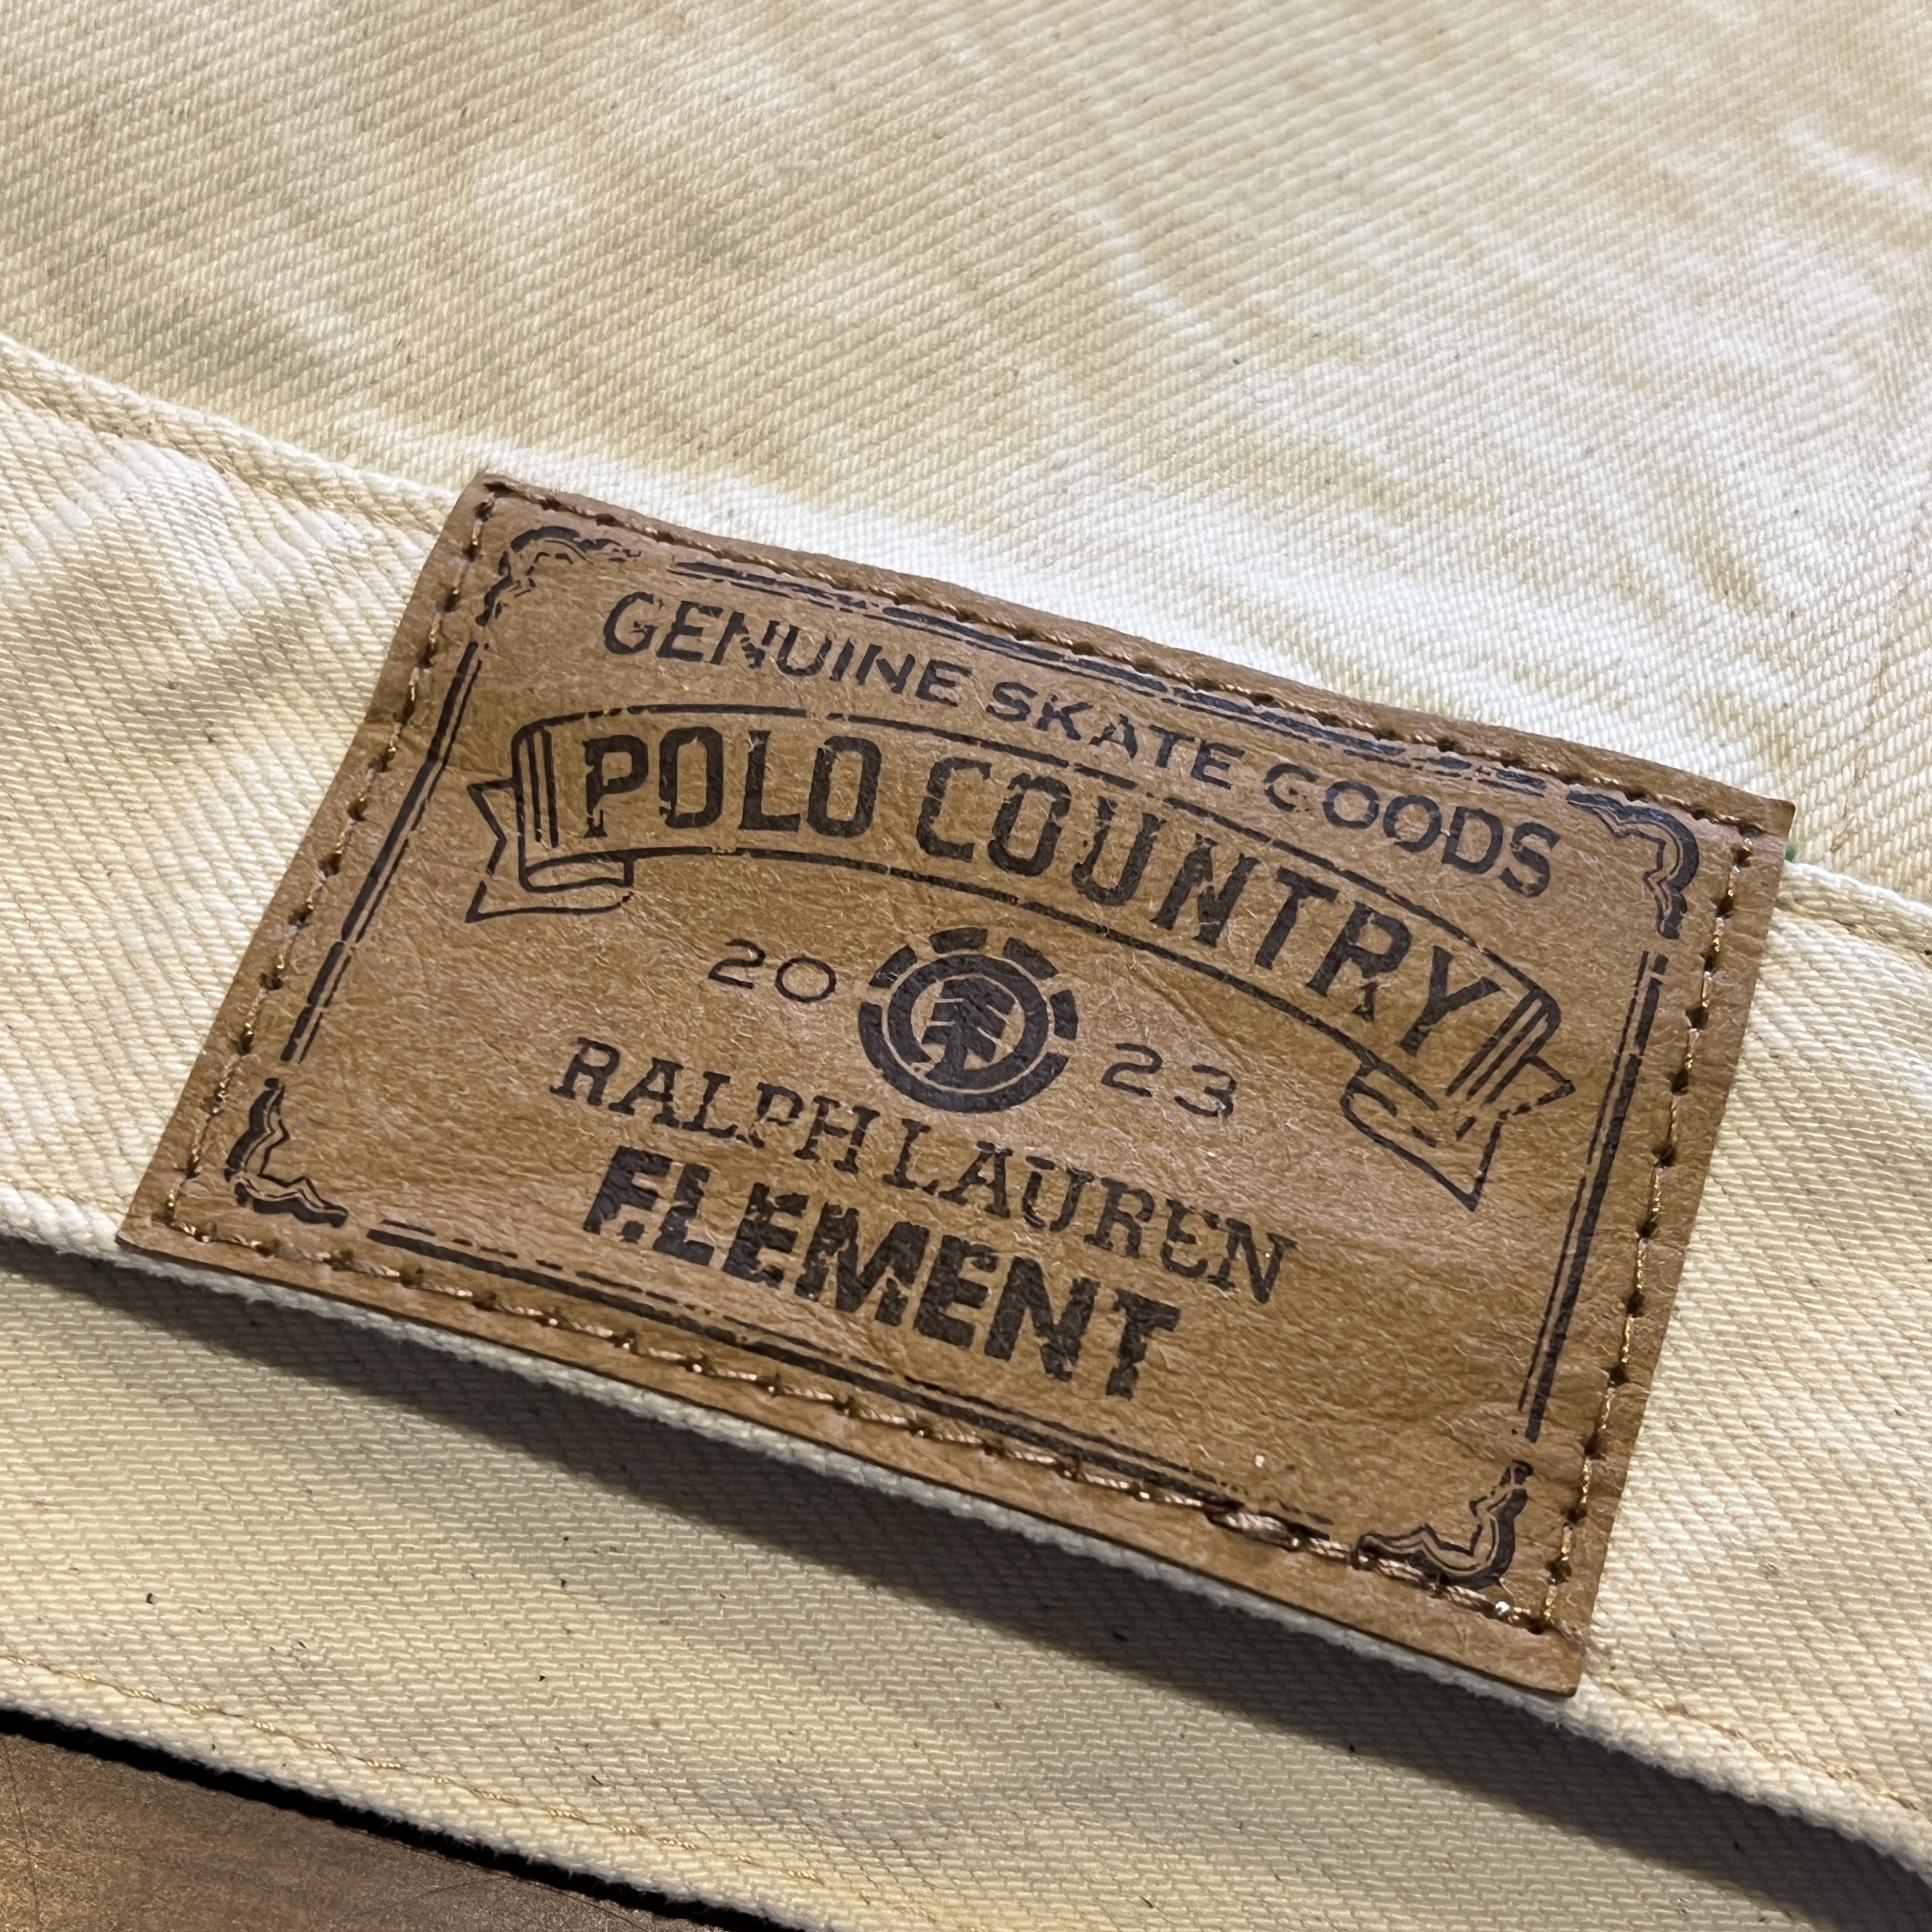 GENUINE SKATE GOODS
POLO COUNTRY
20 23
RALPH LAUREN
ELEMENT